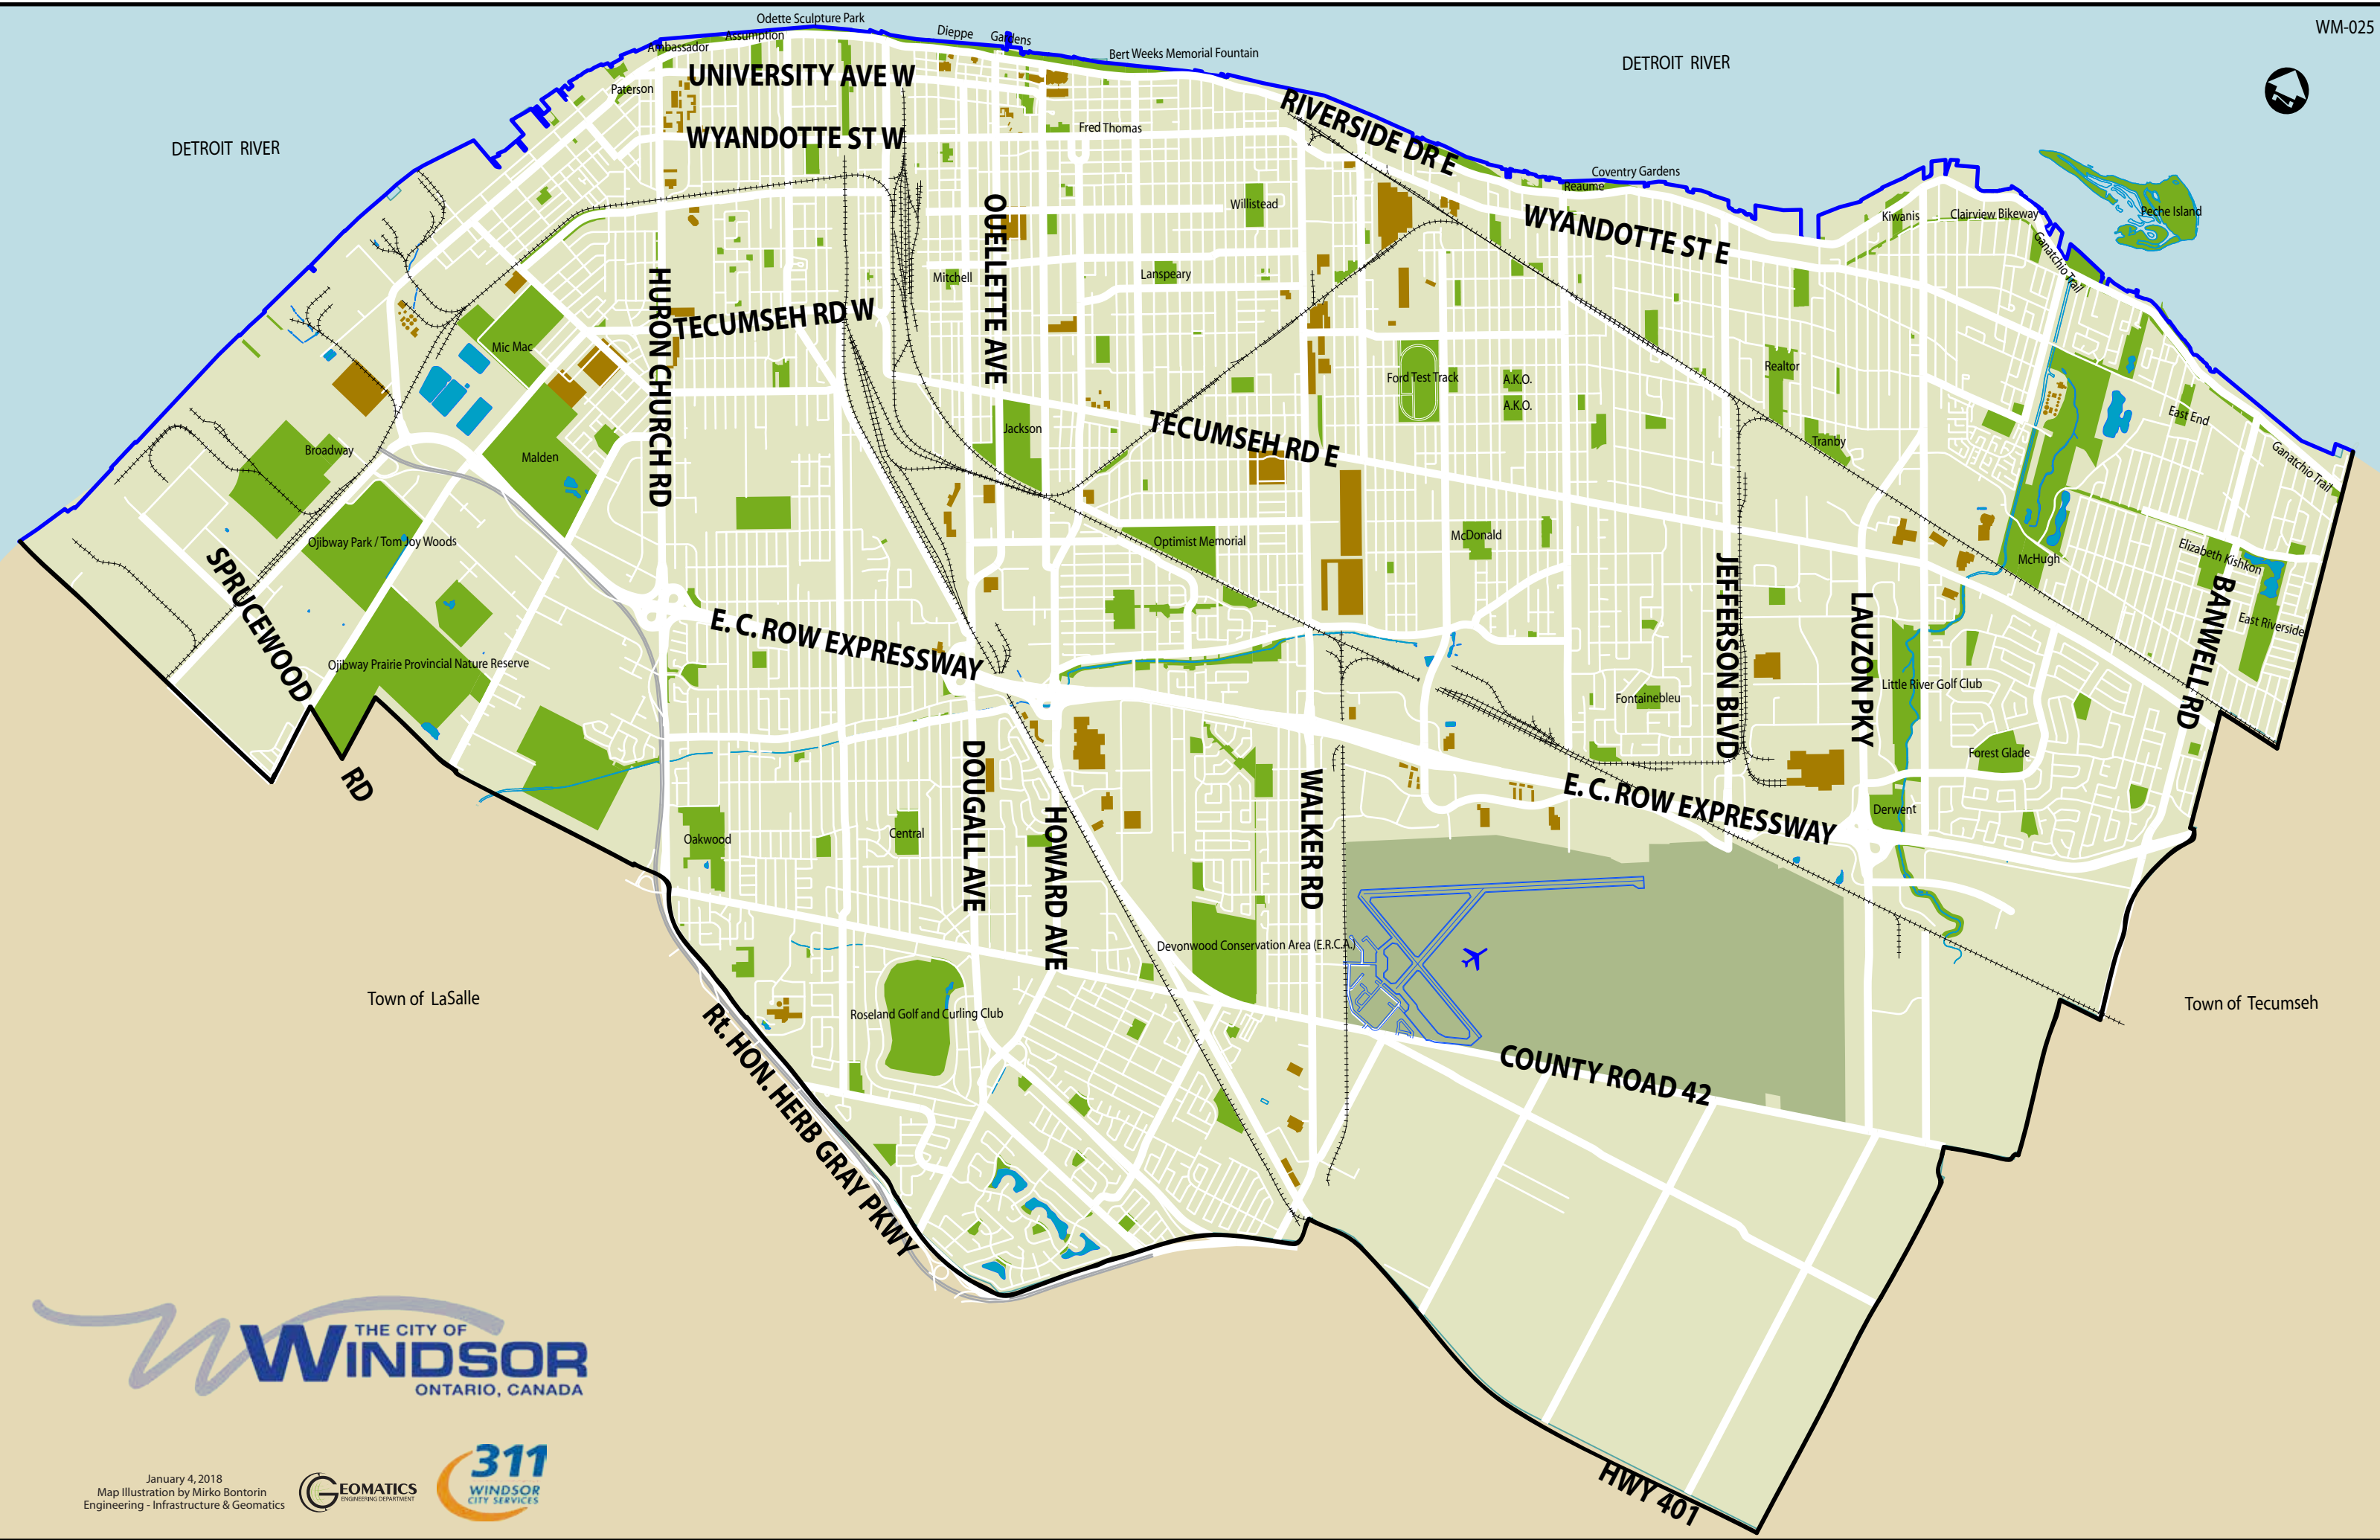 WM-025
Odette Sculpture Park
Assumption
Ambassador
Dieppe
Gardens
Bert Weeks Memorial Fountain
DETROIT RIVER
UNIVERSITY AVE W
Paterson
RIVERSIDE DR E
Fred Thomas
WYANDOTTE ST W
DETROIT RIVER
Coventry Gardens
Reaume
Willistead
WYANDOTTE ST E
Kiwanis
Clairview Bikeway
Peche Island
Ganatchio Trail
OUELLETTE AVE
Mitchell
Lanspeary
HURON CHURCH RD
TECUMSEH RD W
Mic Mac
Ford Test Track
A.K.O.
A.K.O.
Realtor
East End
Jackson
TECUMSEH RD E
Tranby
Broadway
Malden
Ganatchio Trail
Ojibway Park / Tom Joy Woods
Optimist Memorial
McDonald
McHugh
Elizabeth Kishkon
SPRUCEWOOD
RD
JEFFERSON BLVD
LAUZON PKY
BANWELL RD
East Riverside
E. C. ROW EXPRESSWAY
Ojibway Prairie Provincial Nature Reserve
Little River Golf Club
Fontainebleu
Forest Glade
DOUGALL AVE
HOWARD AVE
WALKER RD
E. C. ROW EXPRESSWAY
Derwent
Oakwood
Central
Devonwood Conservation Area (E.R.C.A.)
Town of LaSalle
Roseland Golf and Curling Club
Town of Tecumseh
Rt. HON. HERB GRAY PKWY
COUNTY ROAD 42
HWY 401
THE CITY OF
WINDSOR
ONTARIO, CANADA
January 4, 2018
Map Illustration by Mirko Bontorin
Engineering - Infrastructure & Geomatics
GEOMATICS
ENGINEERING DEPARTMENT
311
WINDSOR
CITY SERVICES